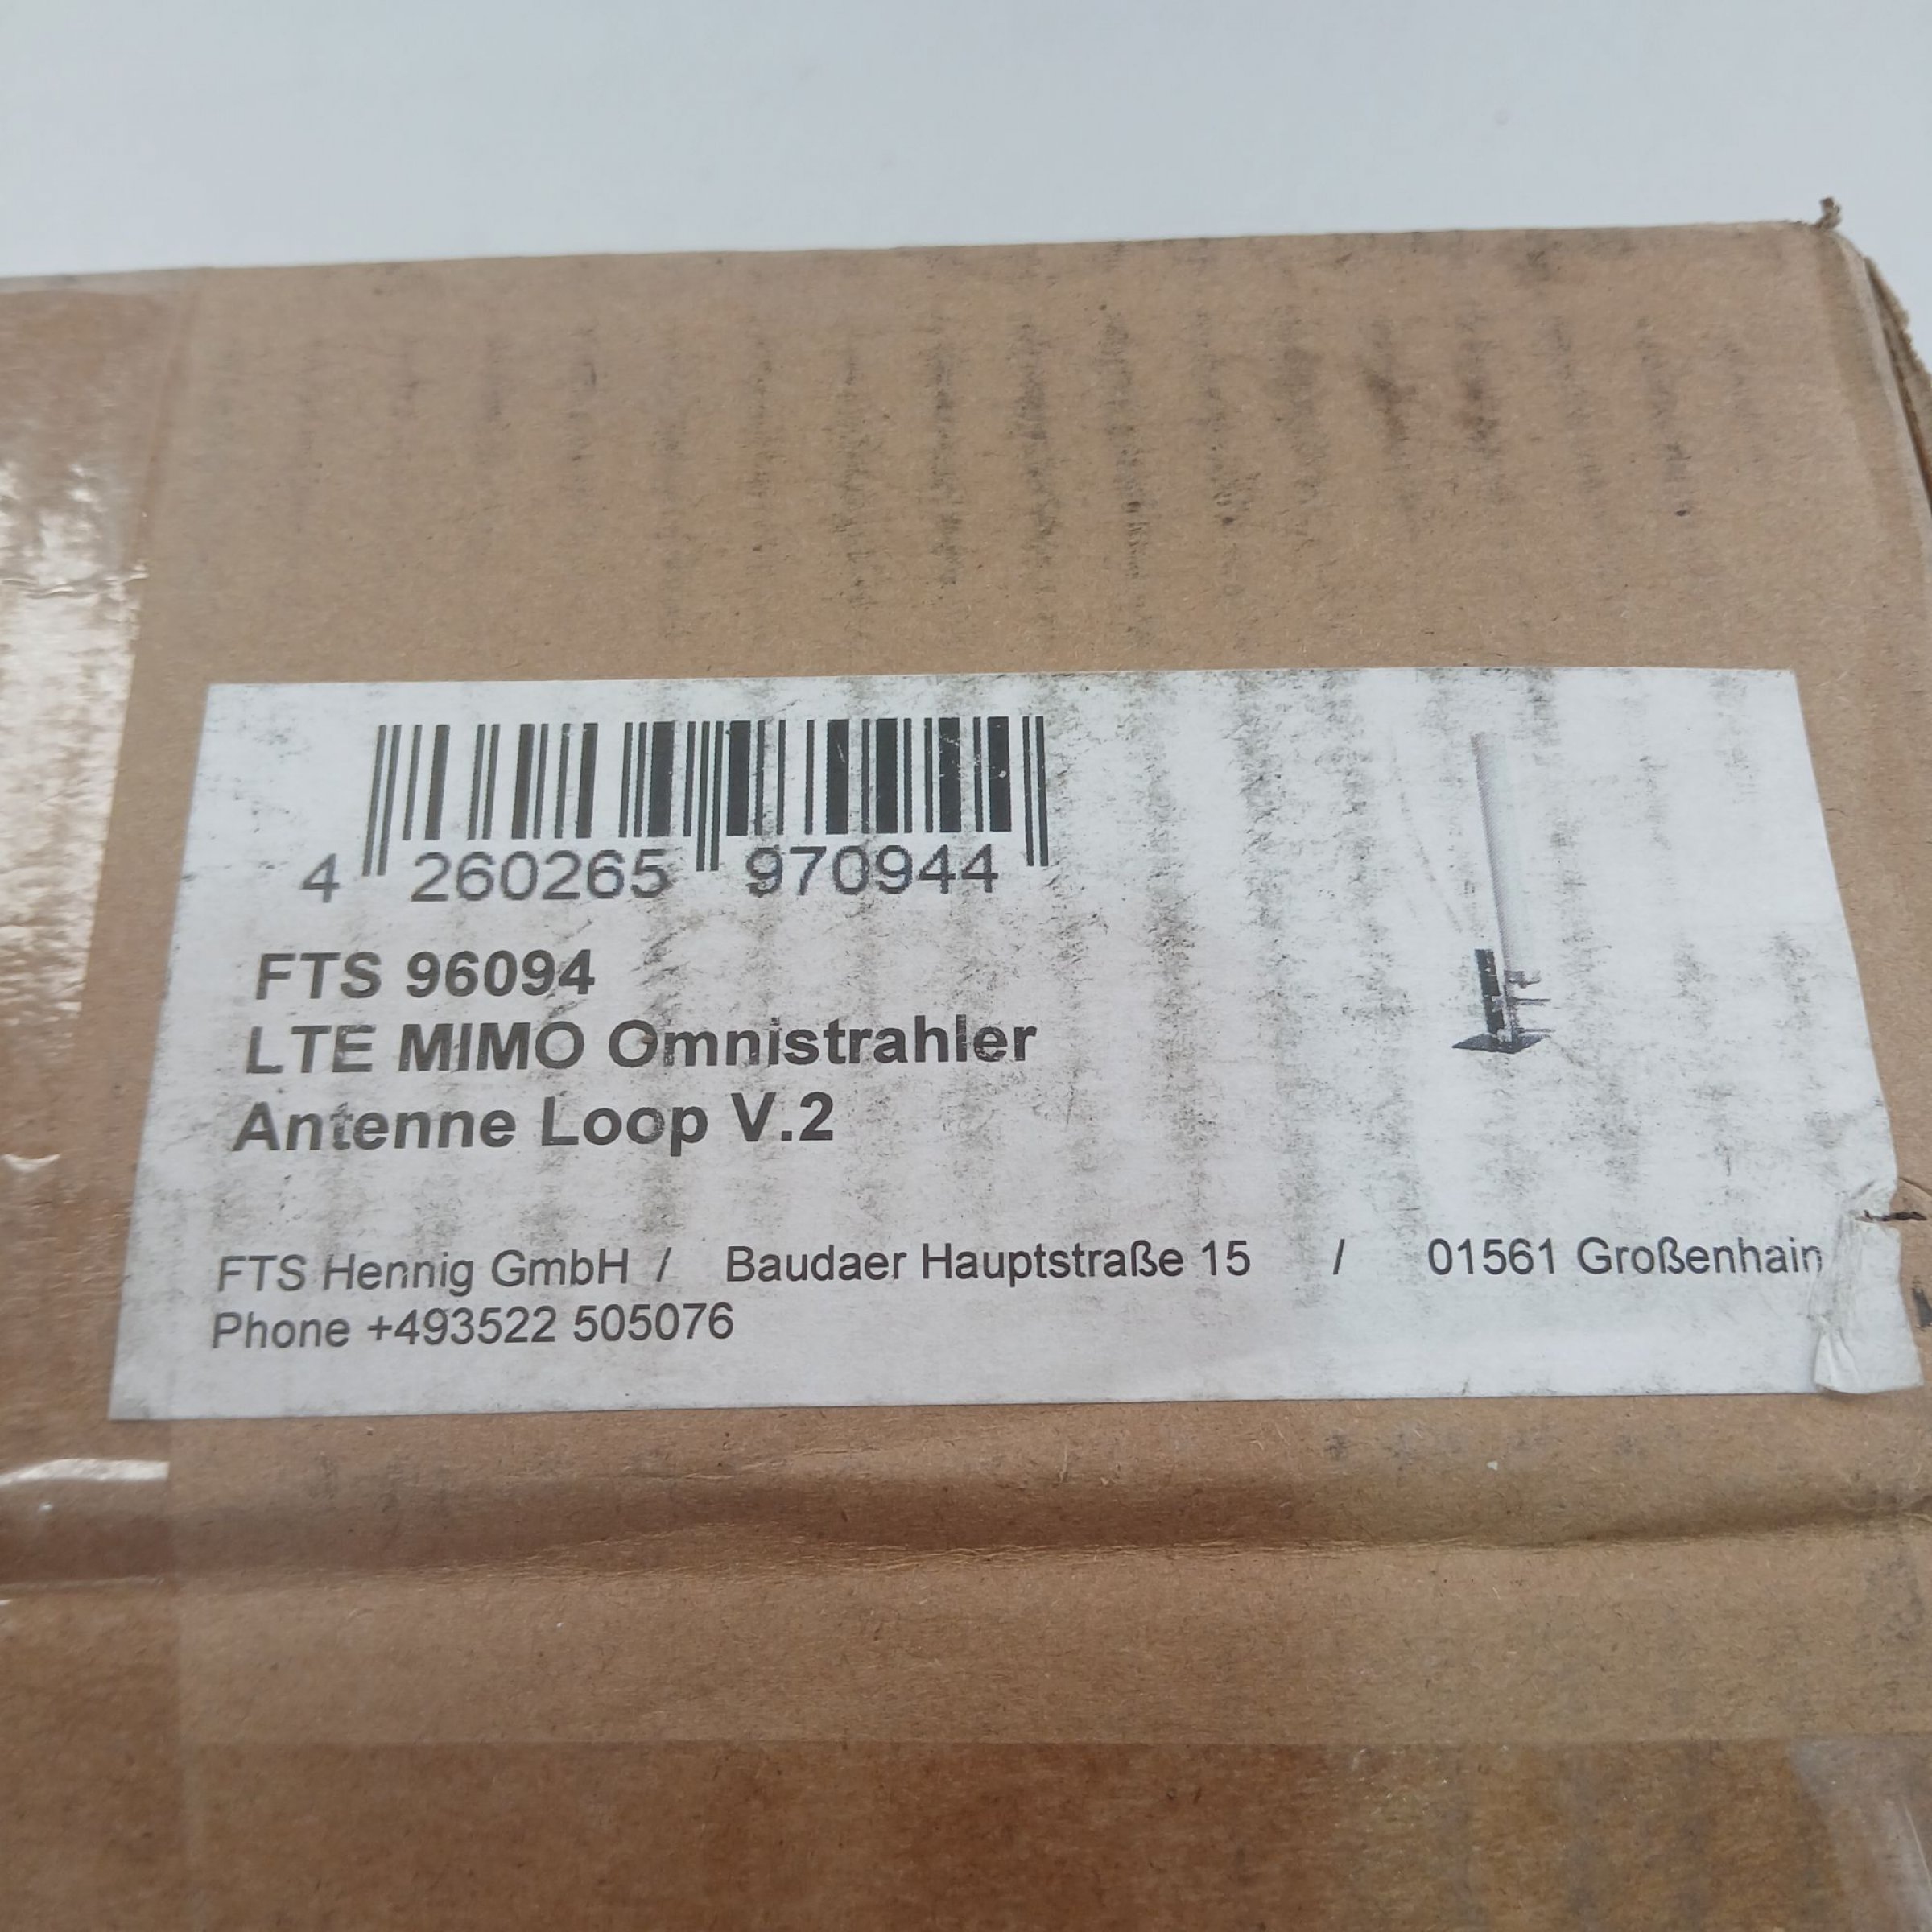 4 260265 970944
FTS 96094
LTE MIMO Omnistrahler
Antenne Loop V.2
FTS Hennig GmbH / Baudaer Hauptstraße 15 / 01561 Großenhain
Phone +493522 505076